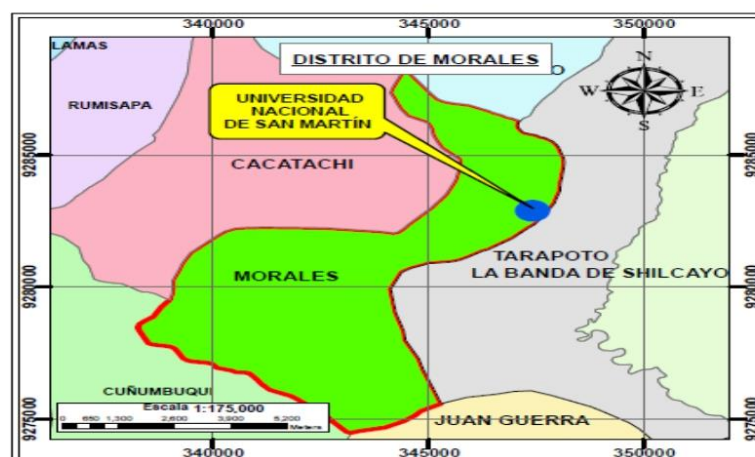 340000 345000 350000
LAMAS
DISTRITO DE MORALES
O
N
RUMISAPA
UNIVERSIDAD
NACIONAL
DE SAN MARTÍN
W E
S
9285000 9285000
CACATACHI
TARAPOTO
MORALES
LA BANDA DE SHILCAYO
9280000 9280000
CUÑUMBUQUI
Escala 1:175,000
0 650 1,300 2,600 3,900 5,200
Meters
JUAN GUERRA
9275000 9275000
340000 345000 350000